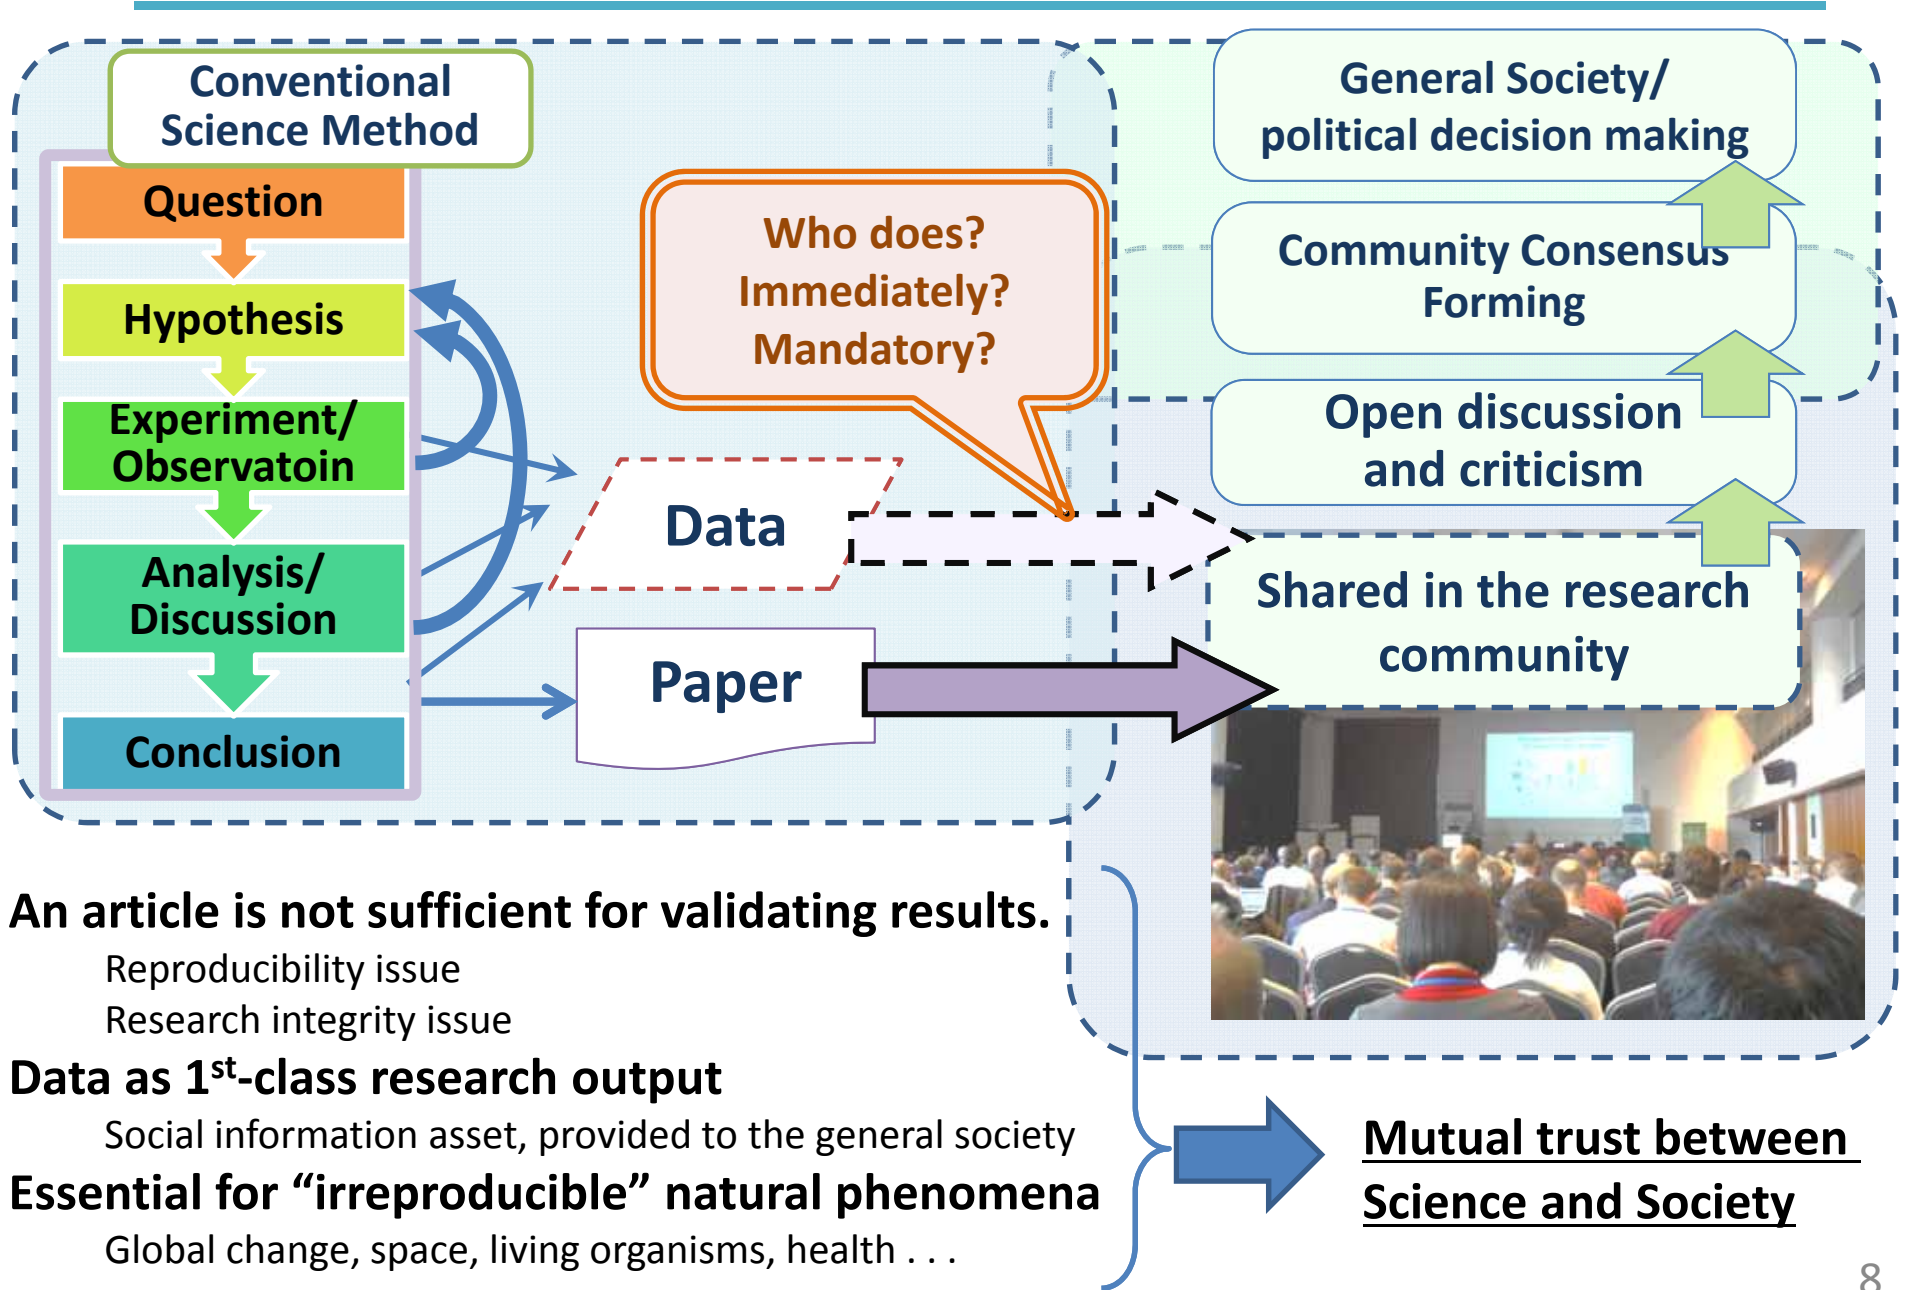 Conventional
Science Method
Question
Hypothesis
Experiment/
Observatoin
Analysis/
Discussion
Conclusion
Who does?
Immediately?
Mandatory?
Data
Paper
General Society/
political decision making
Community Consensus
Forming
Open discussion
and criticism
Shared in the research
community
An article is not sufficient for validating results.
Reproducibility issue
Research integrity issue
Data as 1st-class research output
Social information asset, provided to the general society
Essential for “irreproducible” natural phenomena
Global change, space, living organisms, health . . .
Mutual trust between
Science and Society
8